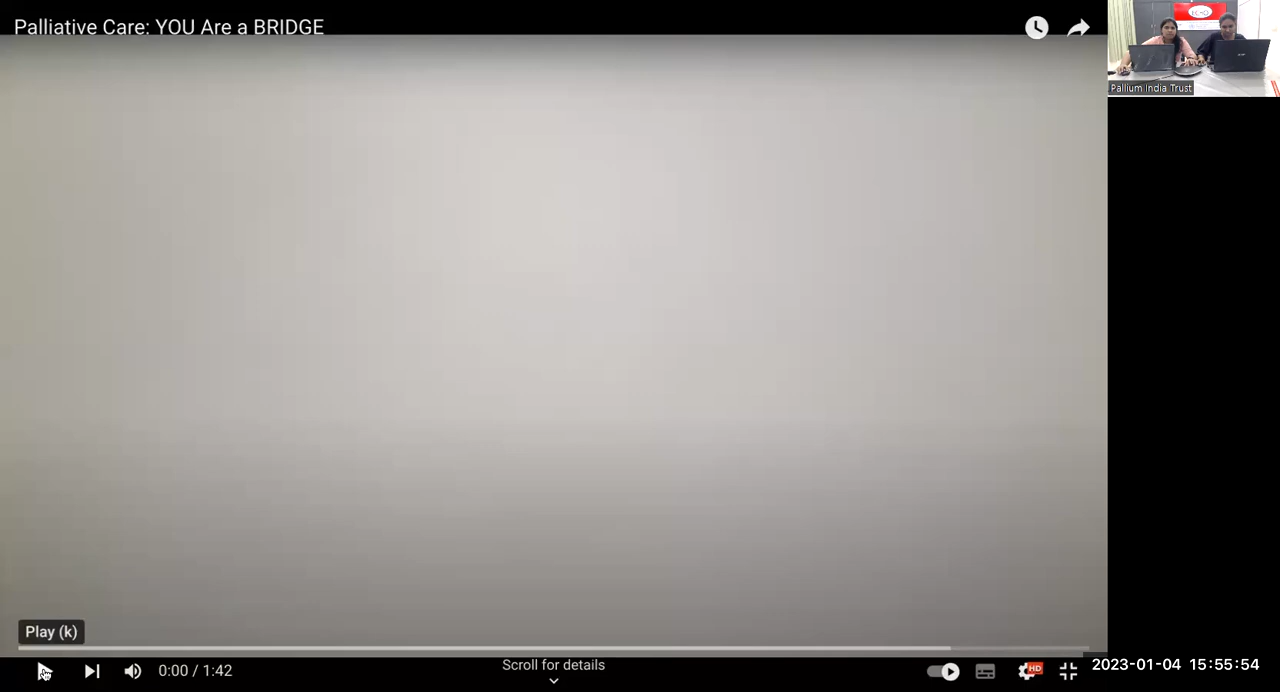 Palliative Care: YOU Are a BRIDGE
Pallium India Trust
Play (k)
0:00 / 1:42
Scroll for details
HD
2023-01-04 15:55:54